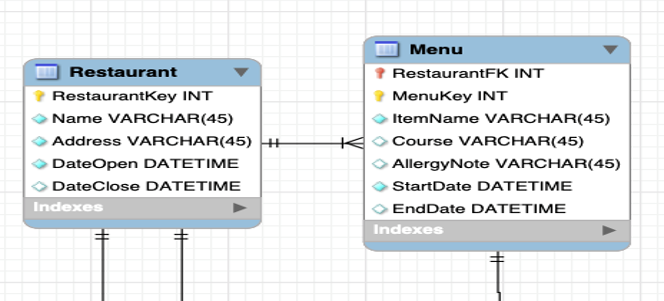 Restaurant
RestaurantKey INT
Name VARCHAR(45)
Address VARCHAR(45)
DateOpen DATETIME
DateClose DATETIME
Indexes
Menu
RestaurantFK INT
MenuKey INT
ItemName VARCHAR(45)
Course VARCHAR(45)
AllergyNote VARCHAR(45)
StartDate DATETIME
EndDate DATETIME
Indexes